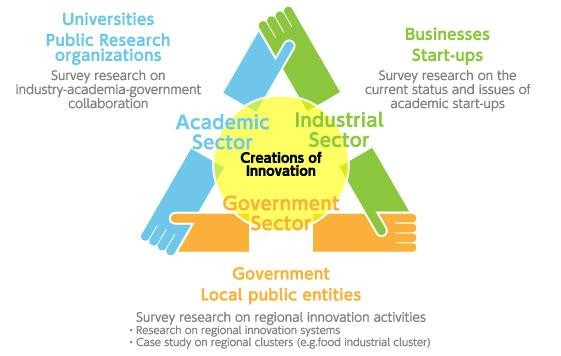 Universities
Public Research
organizations
Survey research on
industry-academia-government
collaboration
Businesses
Start-ups
Survey research on the
current status and issues of
academic start-ups
Academic
Sector
Industrial
Sector
Creations of
Innovation
Government
Sector
Government
Local public entities
Survey research on regional innovation activities
・Research on regional innovation systems
・Case study on regional clusters (e.g.food industrial cluster)